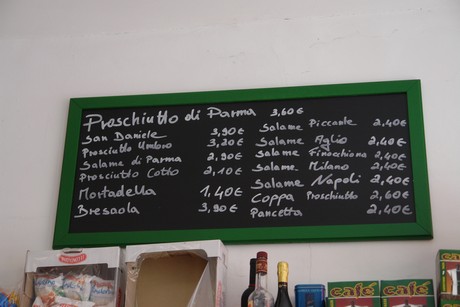 Proschiutto di Parma 3,60€
San Daniele 3,90€
Prosciutto Umbro 3,20€
Salame di Parma 2,90€
Prosciutto Cotto 2,10€
Mortadella 1,40€
Bresaola 3,90€
Salame Piccante 2,40€
Salame Aglio 2,40€
Salame Finocchiona 2,40€
Salame Milano 2,40€
Salame Napoli 2,40€
Coppa Proschiutto 2,60€
Pancetta 2,40€
café
café
café